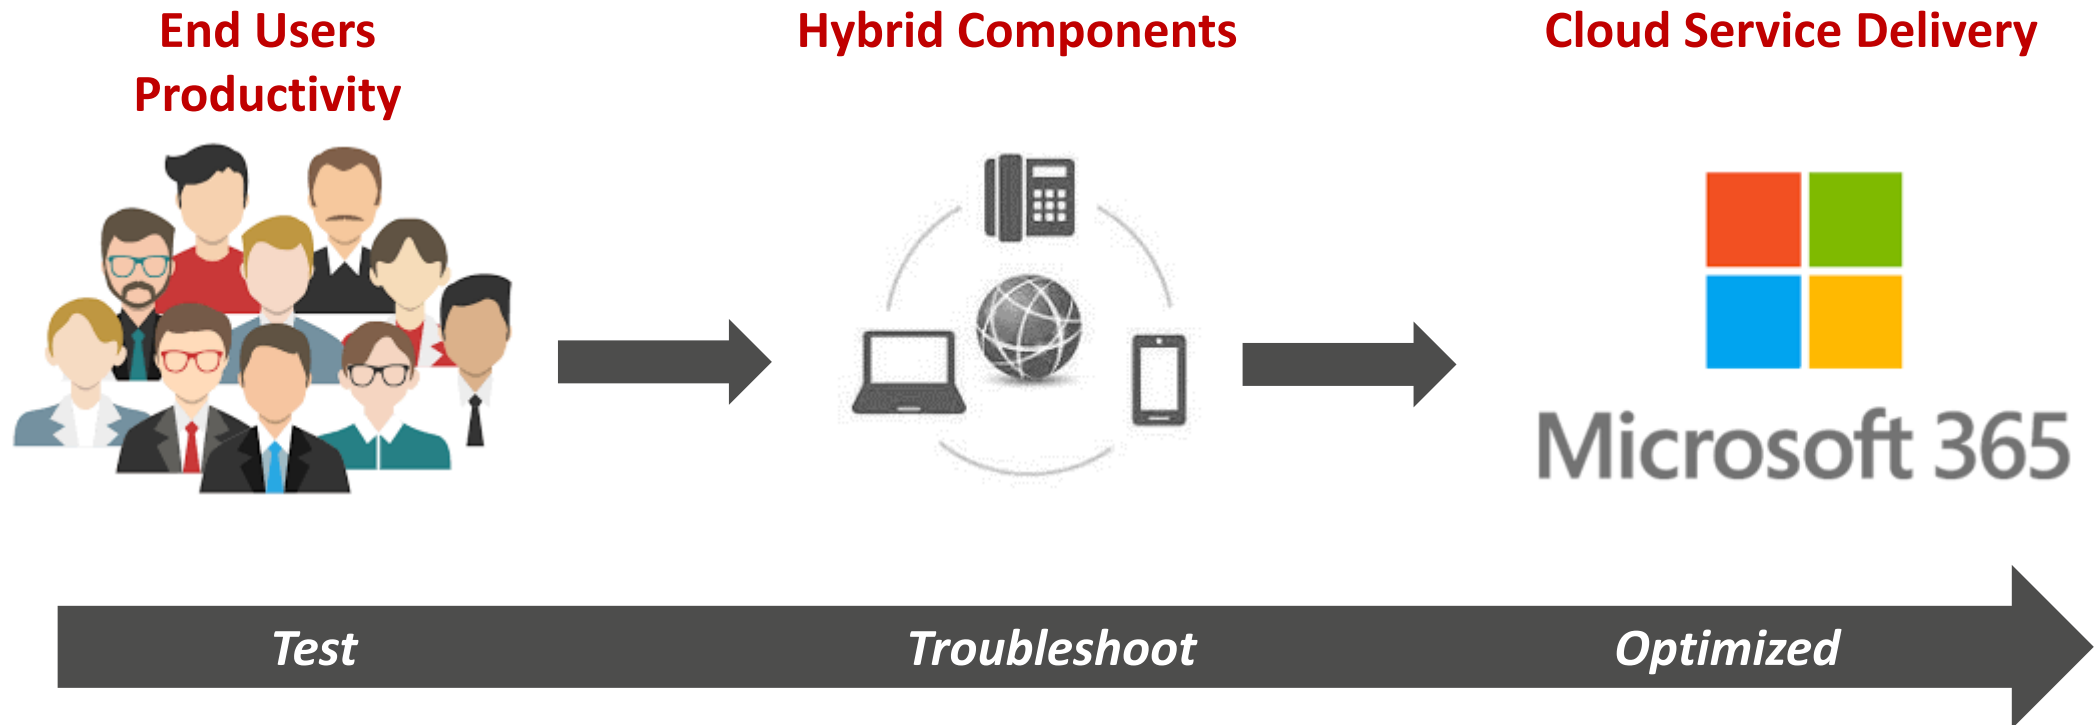 End Users
Productivity
Hybrid Components
Cloud Service Delivery
Microsoft 365
Test
Troubleshoot
Optimized